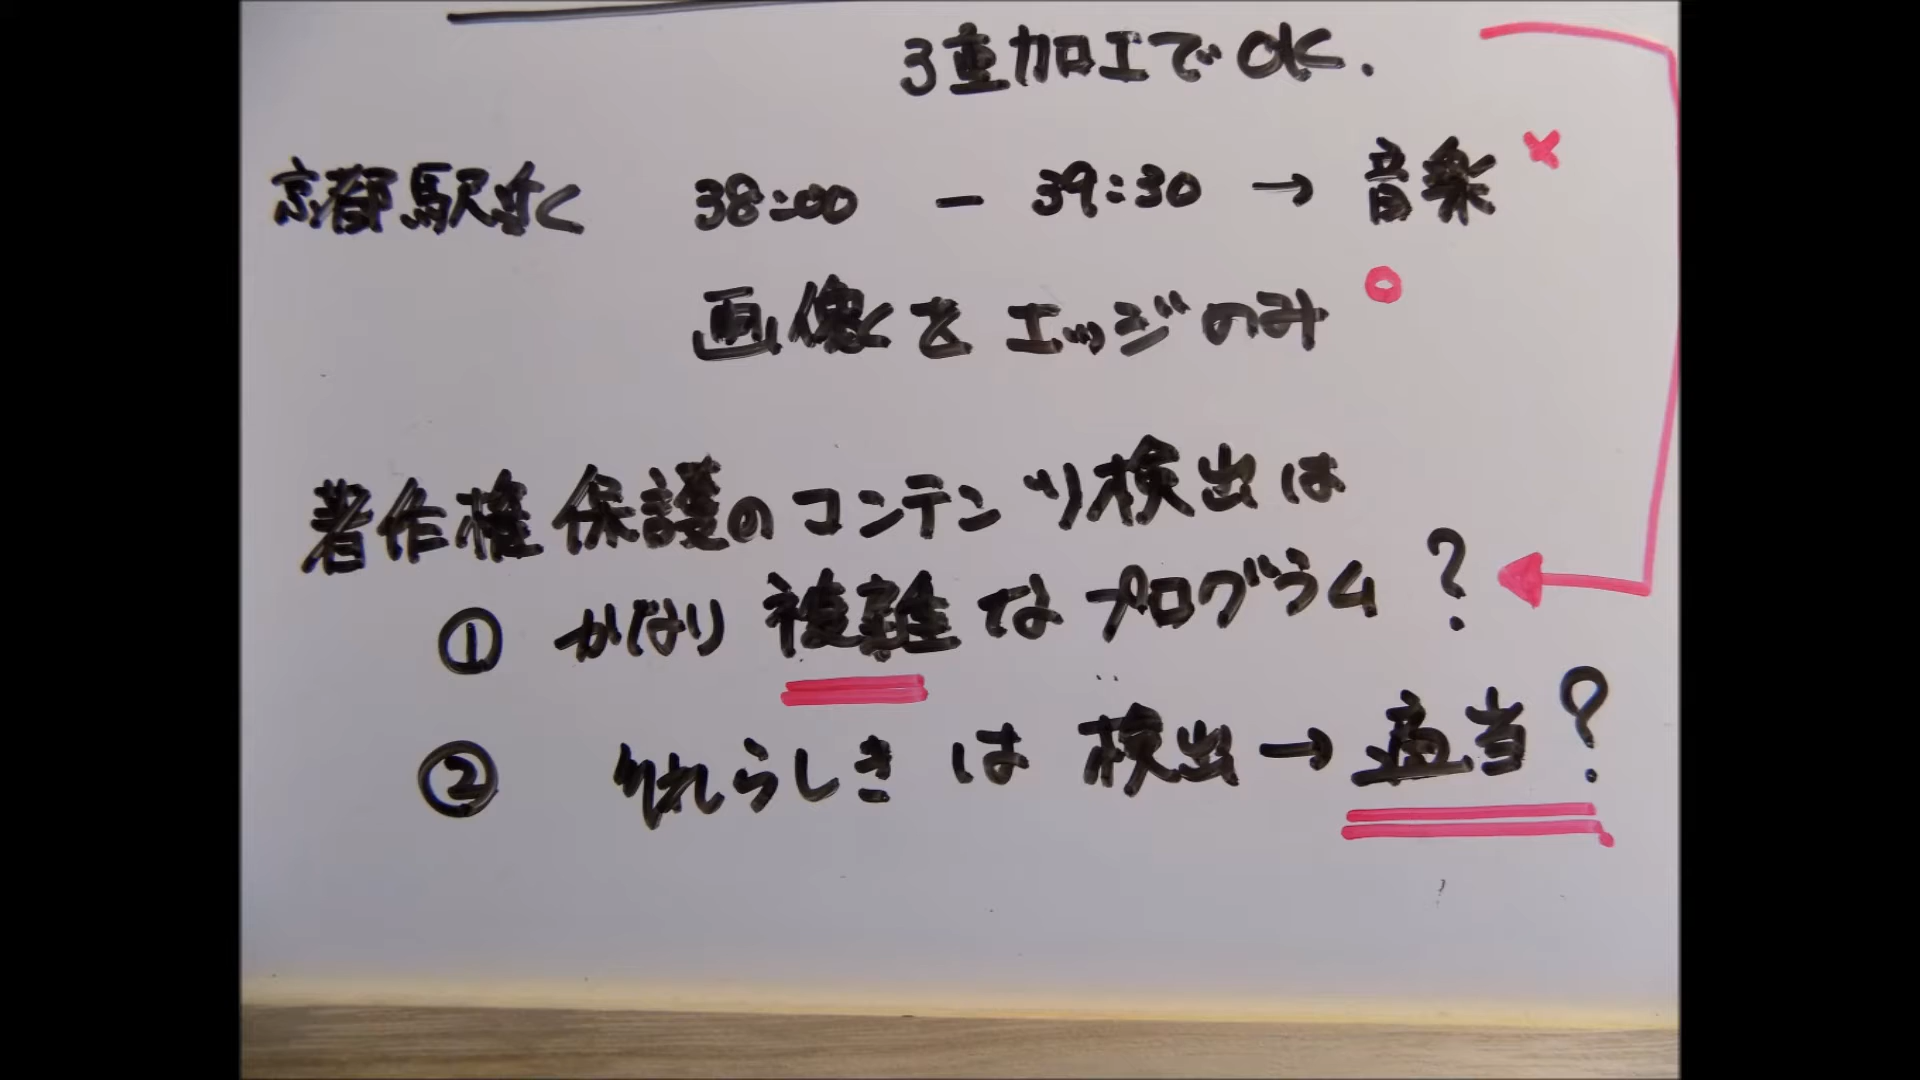 3重加工でOK.
京都駅近く 38:00 - 39:30 → 音楽 ×
画像をエッジのみ ○
著作権保護のコンテンツ検出は
① かなり複雑なプログラム?
② それらしきは検出→適当?